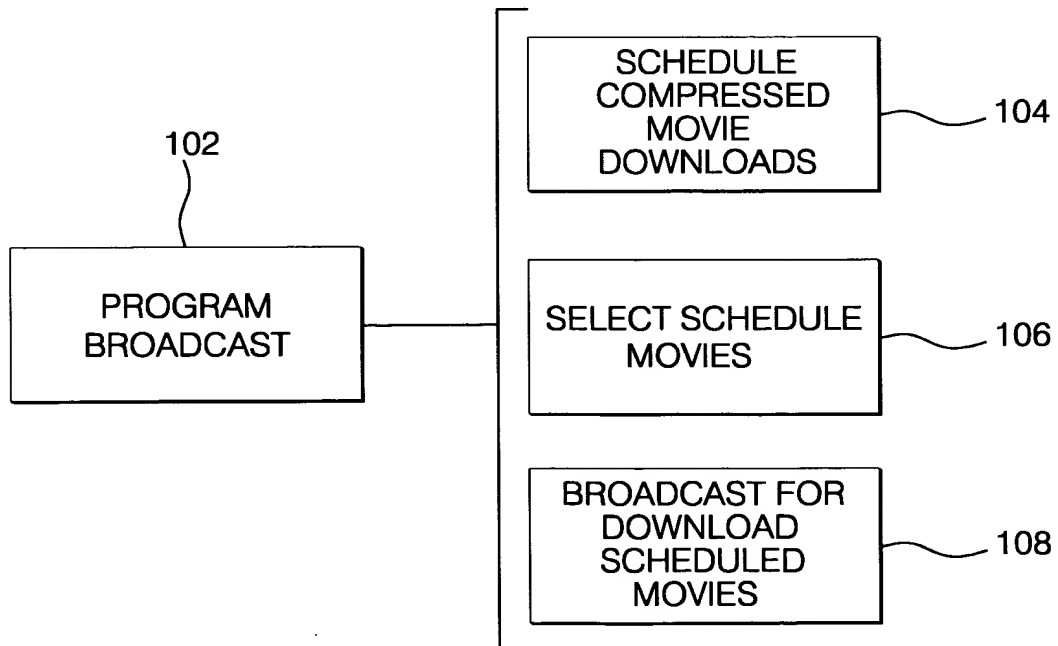 102
PROGRAM
BROADCAST
SCHEDULE
COMPRESSED
MOVIE
DOWNLOADS
104
SELECT SCHEDULE
MOVIES
106
BROADCAST FOR
DOWNLOAD
SCHEDULED
MOVIES
108